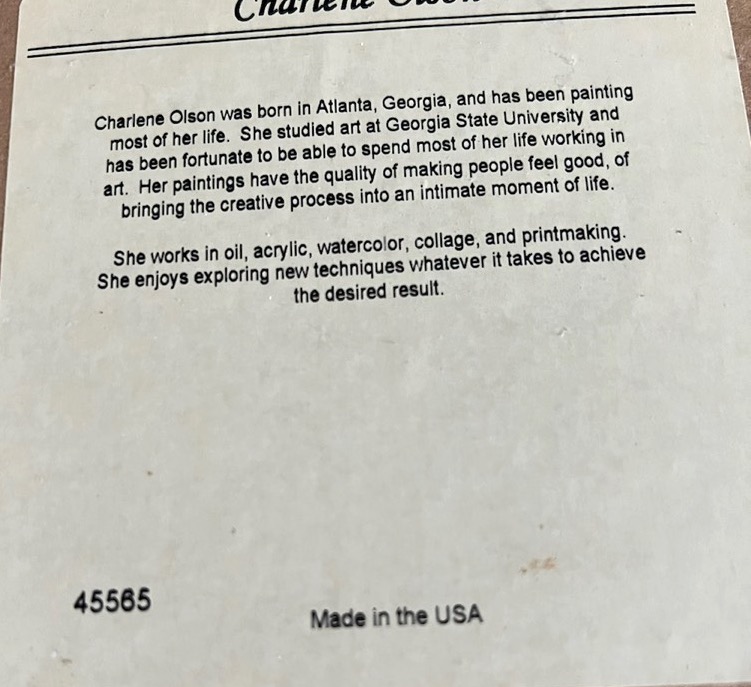 Charlene Olson
Charlene Olson was born in Atlanta, Georgia, and has been painting
most of her life. She studied art at Georgia State University and
has been fortunate to be able to spend most of her life working in
art. Her paintings have the quality of making people feel good, of
bringing the creative process into an intimate moment of life.
She works in oil, acrylic, watercolor, collage, and printmaking.
She enjoys exploring new techniques whatever it takes to achieve
the desired result.
45565
Made in the USA